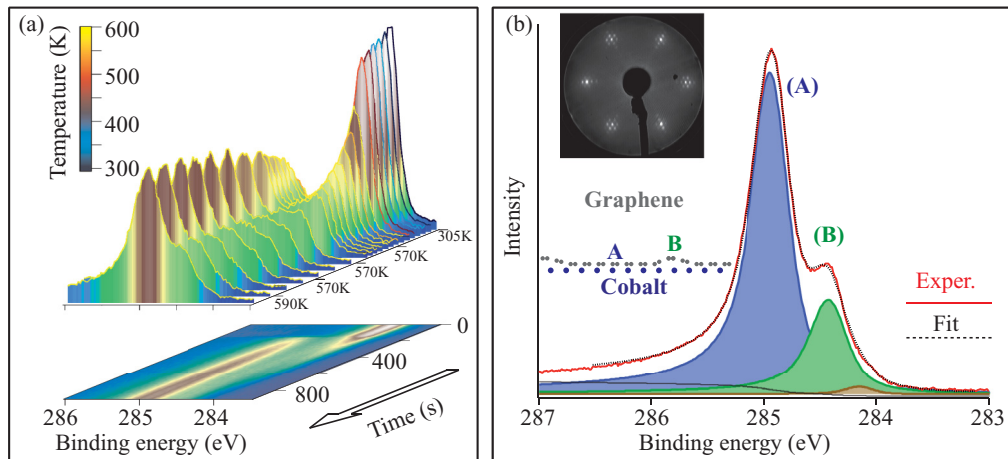 (a)
Temperature (K)
600
500
400
300
305K
570K
570K
570K
590K
0
400
800
Time (s)
286
285
284
Binding energy (eV)
(b)
(A)
(B)
Graphene
A
B
Cobalt
Exper.
Fit
Intensity
287
286
285
284
283
Binding energy (eV)